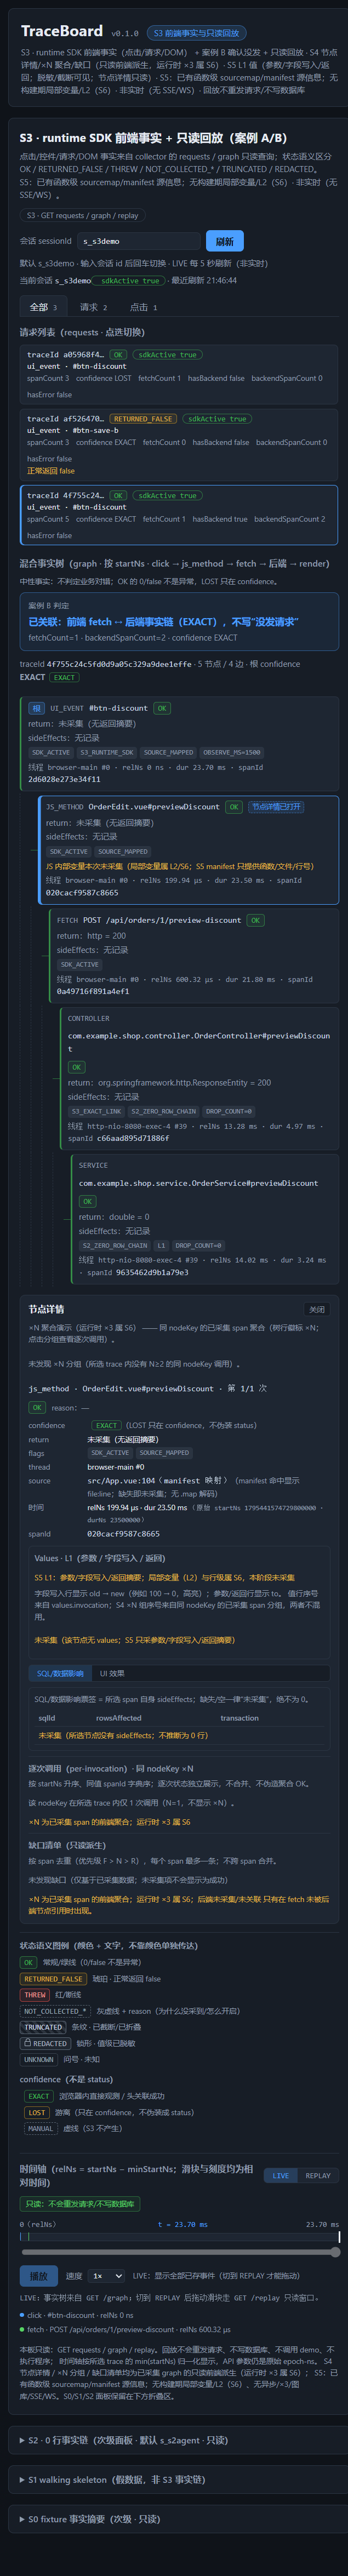 TraceBoard v0.1.0 S3 前端事实与只读回放
S3 · runtime SDK 前端事实（点击/请求/DOM）＋案例 B 确认没发 + 只读回放 · S4 节点
详情/×N 聚合/缺口（只读前端派生，运行时 ×3 属 S6） · S5 L1 值（参数/字段写入/返
回；脱敏/截断可见；节点详情只读） · S5：已有函数级 sourcemap/manifest 源信息；无
构建期局部变量/L2（S6） · 非实时（无 SSE/WS） · 回放不重发请求/不写数据库
S3 · runtime SDK 前端事实 + 只读回放（案例 A/B）
点击/控件/请求/DOM 事实来自 collector 的 requests / graph 只读查询；状态语义区分
OK / RETURNED_FALSE / THREW / NOT_COLLECTED_* / TRUNCATED / REDACTED。
S5：已有函数级 sourcemap/manifest 源信息；无构建期局部变量/L2（S6） · 非实时（无
SSE/WS）。
S3 · GET requests / graph / replay
会话 sessionId s_s3demo 刷新
默认 s_s3demo · 输入会话 id 后回车切换 · LIVE 每 5 秒刷新（非实时）
当前会话 s_s3demo sdkActive true · 最近刷新 21:46:44
全部 3 请求 2 点击 1
请求列表（requests · 点选切换）
traceId a05968f4… OK sdkActive true
ui_event · #btn-discount
spanCount 3 confidence LOST fetchCount 1 hasBackend false backendSpanCount 0
hasError false
traceId af526470… RETURNED_FALSE sdkActive true
ui_event · #btn-save-b
spanCount 3 confidence EXACT fetchCount 0 hasBackend false backendSpanCount 0
hasError false
正常返回 false
traceId 4f755c24… OK sdkActive true
ui_event · #btn-discount
spanCount 5 confidence EXACT fetchCount 1 hasBackend true backendSpanCount 2
hasError false
混合事实树（graph · 按 startNs · click → js_method → fetch → 后端 → render）
中性事实：不判定业务对错；OK 的 0/false 不是异常，LOST 只在 confidence。
案例 B 判定
已关联：前端 fetch ↔ 后端事实链（EXACT），不写“没发请求”
fetchCount=1 · backendSpanCount=2 · confidence EXACT
traceId 4f755c24c5fd0d9a05c329a9dee1effe · 5 节点 / 4 边 · 根 confidence
EXACT EXACT
根 UI_EVENT #btn-discount OK
return：未采集（无返回摘要）
sideEffects：无记录
SDK_ACTIVE S3_RUNTIME_SDK SOURCE_MAPPED OBSERVE_MS=1500
线程 browser-main #0 · relNs 0 ns · dur 23.70 ms · spanId
2d6028e273e34f11
JS_METHOD OrderEdit.vue#previewDiscount OK 节点详情已打开
return：未采集（无返回摘要）
sideEffects：无记录
SDK_ACTIVE SOURCE_MAPPED
JS 内部变量本次未采集（局部变量属 L2/S6；S5 manifest 只提供函数/文件/行号）
线程 browser-main #0 · relNs 199.94 μs · dur 23.50 ms · spanId
020cacf9587c8665
FETCH POST /api/orders/1/preview-discount OK
return：http = 200
sideEffects：无记录
SDK_ACTIVE
线程 browser-main #0 · relNs 600.32 μs · dur 21.80 ms · spanId
0a49716f891a4ef1
CONTROLLER
com.example.shop.controller.OrderController#previewDiscoun
t
OK
return：org.springframework.http.ResponseEntity = 200
sideEffects：无记录
S3_EXACT_LINK S2_ZERO_ROW_CHAIN DROP_COUNT=0
线程 http-nio-8080-exec-4 #39 · relNs 13.28 ms · dur 4.97 ms ·
spanId c66aad895d71886f
SERVICE
com.example.shop.service.OrderService#previewDiscount
OK
return：double = 0
sideEffects：无记录
S2_ZERO_ROW_CHAIN L1 DROP_COUNT=0
线程 http-nio-8080-exec-4 #39 · relNs 14.02 ms · dur 3.24 ms
· spanId 9635462d9b1a79e3
节点详情 关闭
×N 聚合演示（运行时 ×3 属 S6） —— 同 nodeKey 的已采集 span 聚合（树行徽标 ×N；
点击分组查看逐次调用）。
未发现 ×N 分组（所选 trace 内没有 N≥2 的同 nodeKey 调用）。
js_method · OrderEdit.vue#previewDiscount · 第 1/1 次
OK reason：—
confidence EXACT（LOST 只在 confidence，不伪装 status）
return 未采集（无返回摘要）
flags SDK_ACTIVE SOURCE_MAPPED
thread browser-main #0
source src/App.vue:104（manifest 映射）（manifest 命中显示
file:line；缺失即未采集；无 .map 解码）
时间 relNs 199.94 μs · dur 23.50 ms（原始 startNs 1795441574729800000 ·
durNs 23500000）
spanId 020cacf9587c8665
Values · L1（参数 / 字段写入 / 返回）
S5 L1：参数/字段写入/返回摘要；局部变量（L2）与行级属 S6，本阶段未采集
字段写入行显示 old → new（例如 100 → 0，高亮）；参数/返回行显示 to。 值行序号
来自 values.invocation；S4 ×N 组序号来自同 nodeKey 的已采集 span 分组，两者不混
用。
未采集（该节点无 values；S5 只采参数/字段写入/返回摘要）
SQL/数据影响 UI 效果
SQL/数据影响票签 = 所选 span 自身 sideEffects；缺失/空一律“未采集”，绝不为 0。
sqlId rowsAffected transaction
未采集（所选节点没有 sideEffects；不推断为 0 行）
逐次调用（per-invocation） · 同 nodeKey ×N
按 startNs 升序、同值 spanId 字典序；逐次状态独立展示，不合并、不伪造聚合 OK。
该 nodeKey 在所选 trace 内仅 1 次调用（N=1，不显示 ×N）。
×N 为已采集 span 的前端聚合；运行时 ×3 属 S6
缺口清单（只读派生）
按 span 去重（优先级 F > N > R），每个 span 最多一条；不跨 span 合并。
未发现缺口（仅基于已采集数据；未采集项不会显示为成功）
×N 为已采集 span 的前端聚合；运行时 ×3 属 S6；后端未采集/未关联 只有在 fetch 未被后
端节点引用时出现。
状态语义图例（颜色 + 文字，不靠颜色单独传达）
OK 常规/绿线（0/false 不是异常）
RETURNED_FALSE 琥珀 · 正常返回 false
THREW 红/断线
NOT_COLLECTED_* 灰虚线 + reason（为什么没采到/怎么开启）
TRUNCATED 条纹 · 已截断/已折叠
REDACTED 锁形 · 值级已脱敏
UNKNOWN 问号 · 未知
confidence（不是 status）
EXACT 浏览器内直接观测 / 头关联成功
LOST 游离（只在 confidence，不伪装成 status）
MANUAL 虚线（S3 不产生）
时间轴（relNs = startNs − minStartNs；滑块与刻度均为相
对时间） LIVE REPLAY
只读：不会重发请求/不写数据库
0（relNs） t = 23.70 ms 23.70 ms
播放 速度 1× LIVE：显示全部已存事件（切到 REPLAY 才能拖动）
LIVE：事实树来自 GET /graph；切到 REPLAY 后拖动滑块走 GET /replay 只读窗口。
click · #btn-discount · relNs 0 ns
fetch · POST /api/orders/1/preview-discount · relNs 600.32 μs
本板只读：GET requests / graph / replay。回放不会重发请求、不写数据库、不调用 demo、不
执行程序； 时间轴按所选 trace 的 min(startNs) 归一化显示，API 参数仍是原始 epoch-ns。 S4
节点详情 / ×N 分组 / 缺口清单均为已采集 graph 的只读前端派生（运行时 ×3 属 S6）； S5：已
有函数级 sourcemap/manifest 源信息；无构建期局部变量/L2（S6）、无异步/×3/图
库/SSE/WS。S0/S1/S2 面板保留在下方折叠区。
▶ S2 · 0 行事实链（次级面板 · 默认 s_s2agent · 只读）
▶ S1 walking skeleton（假数据，非 S3 事实链）
▶ S0 fixture 事实摘要（次级 · 只读）